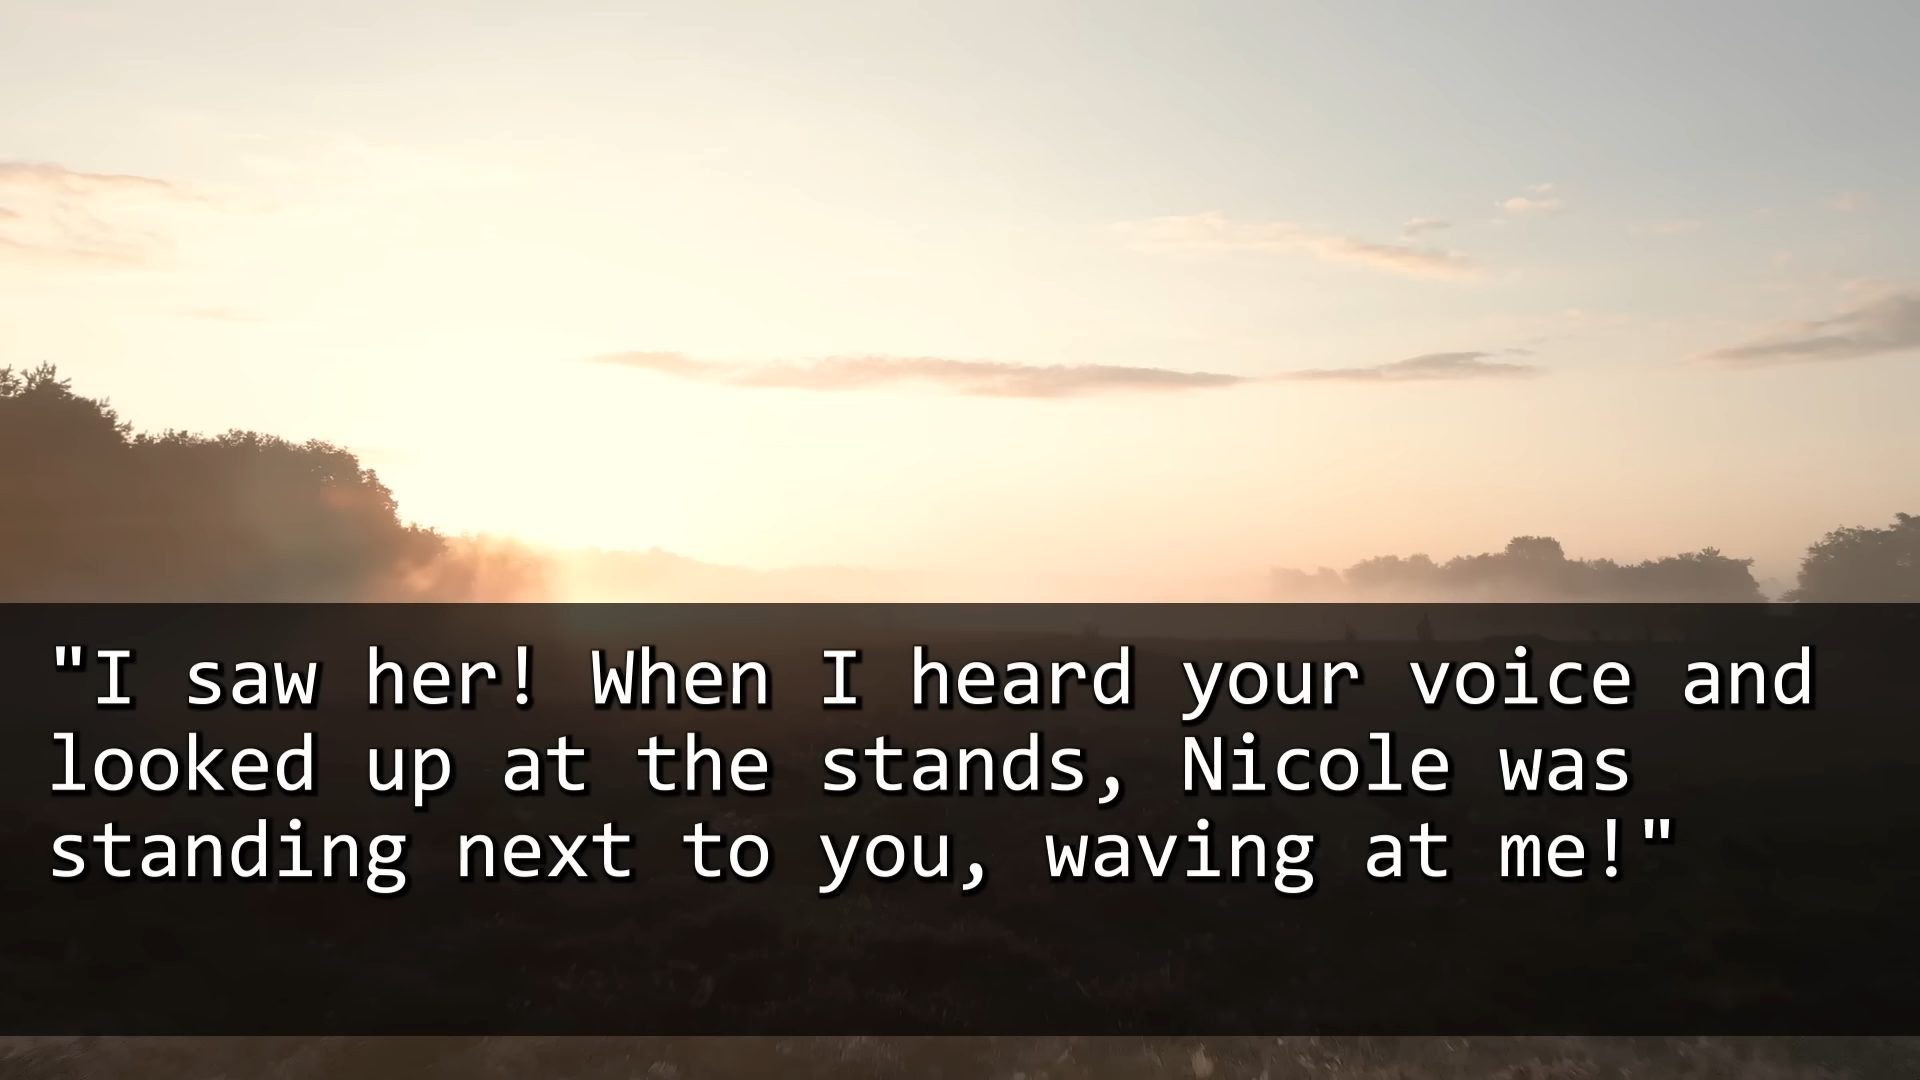 "I saw her! When I heard your voice and
looked up at the stands, Nicole was
standing next to you, waving at me!"